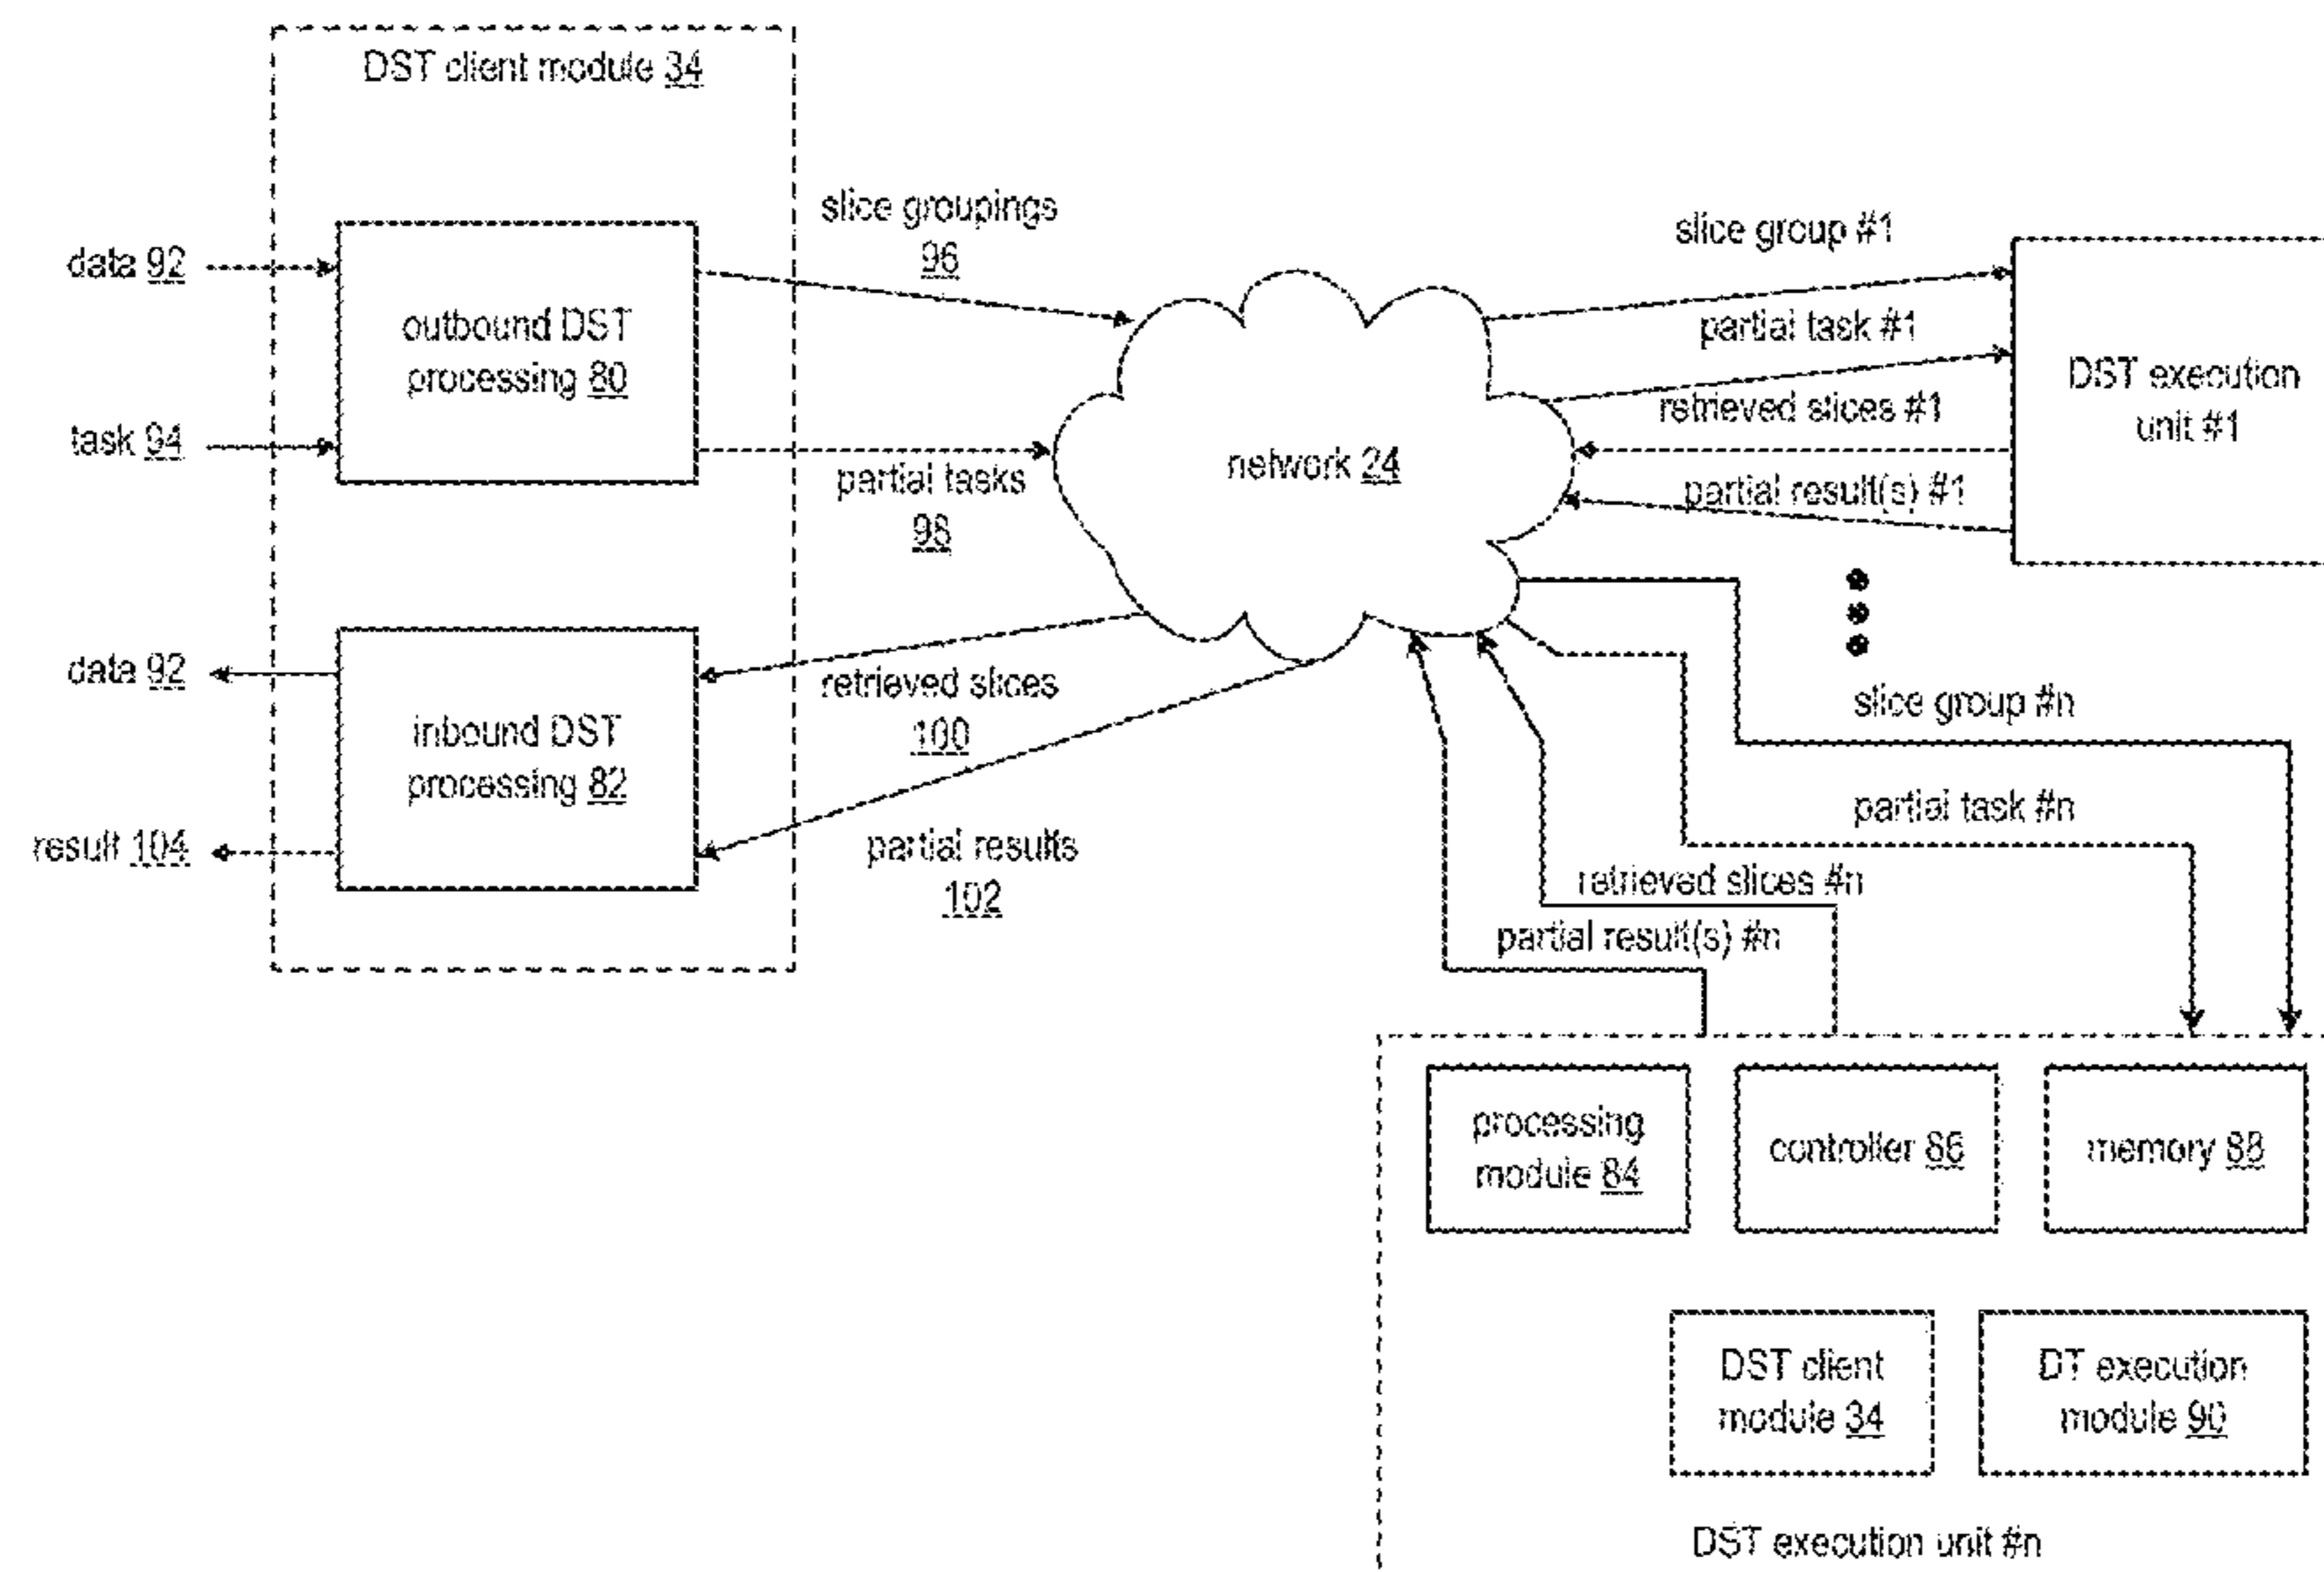 DST client module 34
data 92
outbound DST
processing 80
task 94
slice groupings
96
partial tasks
98
network 24
slice group #1
partial task #1
retrieved slices #1
partial result(s) #1
DST execution
unit #1
data 92
inbound DST
processing 82
result 104
retrieved slices
100
partial results
102
slice group #n
partial task #n
retrieved slices #n
partial result(s) #n
processing
module 84
controller 86
memory 88
DST client
module 34
DT execution
module 90
DST execution unit #n